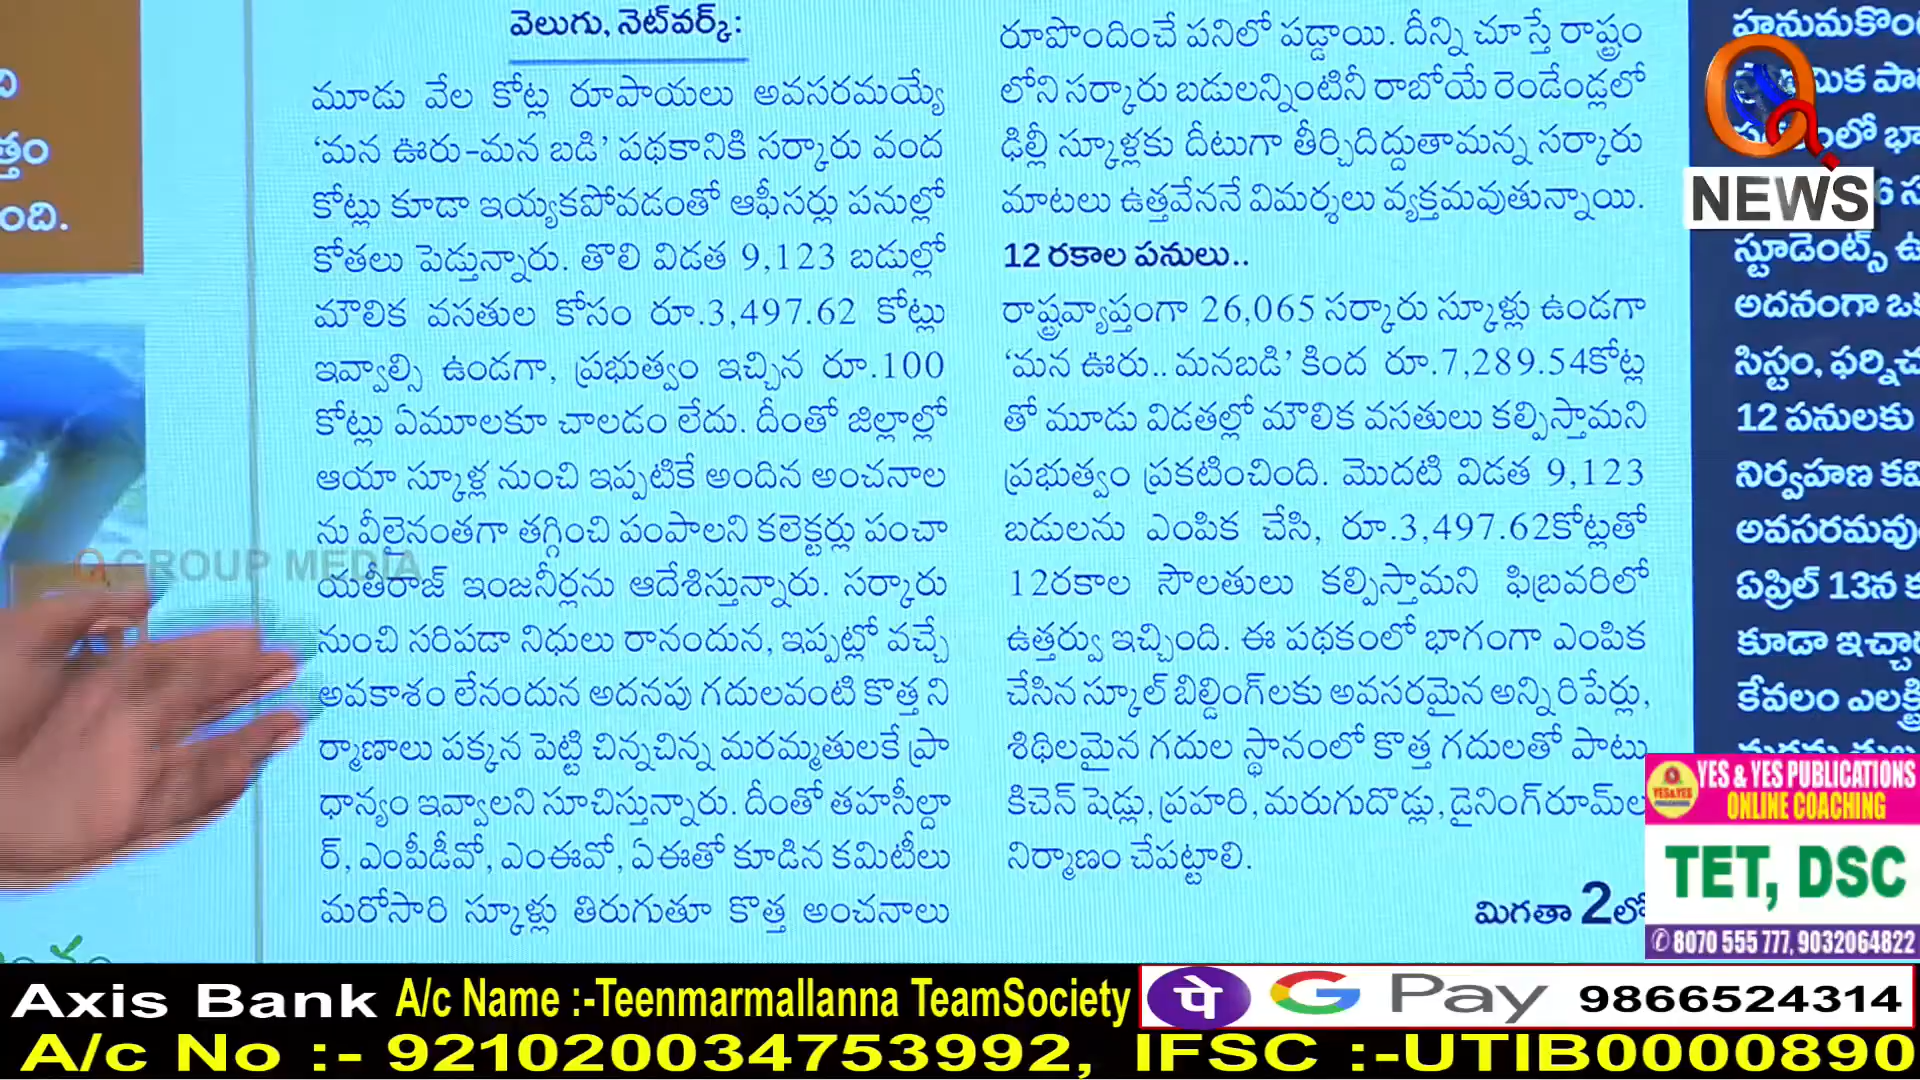 వెలుగు, నెట్‌వర్క్:
మూడు వేల కోట్ల రూపాయలు అవసరమయ్యే
‘మన ఊరు-మన బడి’ పథకానికి సర్కారు వంద
కోట్లు కూడా ఇయ్యకపోవడంతో ఆఫీసర్లు పనుల్లో
కోతలు పెడ్తున్నారు. తొలి విడత 9,123 బడుల్లో
మౌలిక వసతుల కోసం రూ.3,497.62 కోట్లు
ఇవ్వాల్సి ఉండగా, ప్రభుత్వం ఇచ్చిన రూ.100
కోట్లు ఏమూలకూ చాలడం లేదు. దీంతో జిల్లాల్లో
ఆయా స్కూళ్ల నుంచి ఇప్పటికే అందిన అంచనాల
ను వీలైనంతగా తగ్గించి పంపాలని కలెక్టర్లు పంచా
యతీరాజ్ ఇంజనీర్లను ఆదేశిస్తున్నారు. సర్కారు
నుంచి సరిపడా నిధులు రానందున, ఇప్పట్లో వచ్చే
అవకాశం లేనందున అదనపు గదులవంటి కొత్త ని
ర్మాణాలు పక్కన పెట్టి చిన్నచిన్న మరమ్మతులకే ప్రా
ధాన్యం ఇవ్వాలని సూచిస్తున్నారు. దీంతో తహసీల్దా
ర్, ఎంపీడీవో, ఎంఈవో, ఏఈతో కూడిన కమిటీలు
మరోసారి స్కూళ్లు తిరుగుతూ కొత్త అంచనాలు
రూపొందించే పనిలో పడ్డాయి. దీన్ని చూస్తే రాష్ట్రం
లోని సర్కారు బడులన్నింటినీ రాబోయే రెండేండ్లలో
ఢిల్లీ స్కూళ్లకు దీటుగా తీర్చిదిద్దుతామన్న సర్కారు
మాటలు ఉత్తవేననే విమర్శలు వ్యక్తమవుతున్నాయి.
12 రకాల పనులు..
రాష్ట్రవ్యాప్తంగా 26,065 సర్కారు స్కూళ్లు ఉండగా
‘మన ఊరు.. మనబడి’ కింద రూ.7,289.54కోట్ల
తో మూడు విడతల్లో మౌలిక వసతులు కల్పిస్తామని
ప్రభుత్వం ప్రకటించింది. మొదటి విడత 9,123
బడులను ఎంపిక చేసి, రూ.3,497.62కోట్లతో
12రకాల సౌలతులు కల్పిస్తామని ఫిబ్రవరిలో
ఉత్తర్వు ఇచ్చింది. ఈ పథకంలో భాగంగా ఎంపిక
చేసిన స్కూల్ బిల్డింగ్‌లకు అవసరమైన అన్ని రిపేర్లు,
శిథిలమైన గదుల స్థానంలో కొత్త గదులతో పాటు
కిచెన్ షెడ్లు, ప్రహరి, మరుగుదొడ్లు, డైనింగ్‌రూమ్‌ల
నిర్మాణం చేపట్టాలి.
మిగతా 2లో
స్టూడెంట్స్
అదనంగా
సిస్టం,
12 పనులకు
నిర్వహణ
ఏప్రిల్ 13న
కూడా
కేవలం
Q NEWS
Q GROUP MEDIA
YES & YES PUBLICATIONS
ONLINE COACHING
TET, DSC
8070 555 777, 9032064822
Axis Bank A/c Name :-Teenmarmallanna TeamSociety
पे G Pay 9866524314
A/c No :- 921020034753992, IFSC :-UTIB0000890